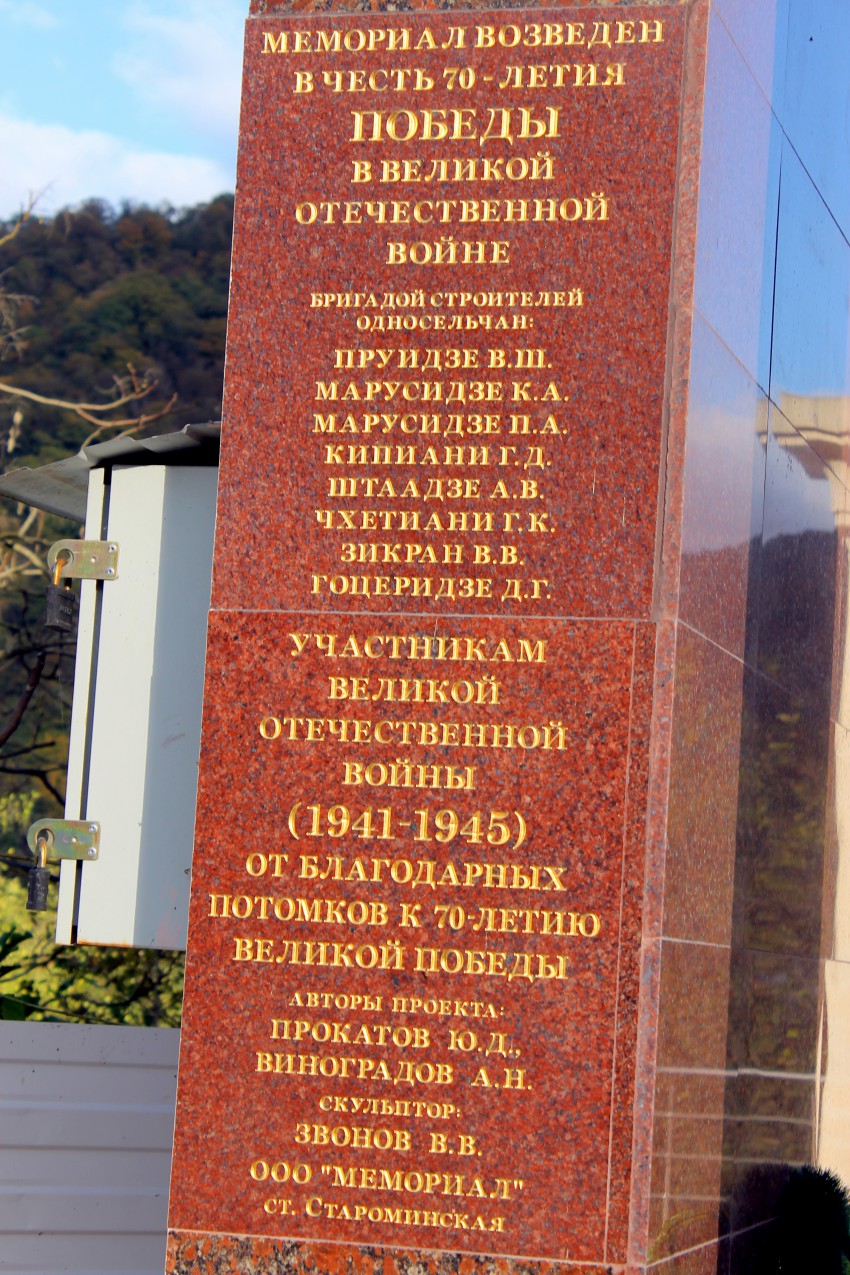 МЕМОРИАЛ ВОЗВЕДЕН
В ЧЕСТЬ 70 - ЛЕТИЯ
ПОБЕДЫ
В ВЕЛИКОЙ
ОТЕЧЕСТВЕННОЙ
ВОЙНЕ
БРИГАДОЙ СТРОИТЕЛЕЙ
ОДНОСЕЛЬЧАН:
ПРУИДЗЕ В.Ш.
МАРУСИДЗЕ К.А.
МАРУСИДЗЕ П.А.
КИПИАНИ Г.Д.
ШТААДЗЕ А.В.
ЧХЕТИАНИ Г.К.
ЗИКРАН В.В.
ГОЦЕРИДЗЕ Д.Г.
УЧАСТНИКАМ
ВЕЛИКОЙ
ОТЕЧЕСТВЕННОЙ
ВОЙНЫ
(1941-1945)
ОТ БЛАГОДАРНЫХ
ПОТОМКОВ К 70-ЛЕТИЮ
ВЕЛИКОЙ ПОБЕДЫ
АВТОРЫ ПРОЕКТА:
ПРОКАТОВ Ю.Д.,
ВИНОГРАДОВ А.Н.
СКУЛЬПТОР:
ЗВОНОВ В.В.
ООО "МЕМОРИАЛ"
ст. Староминская